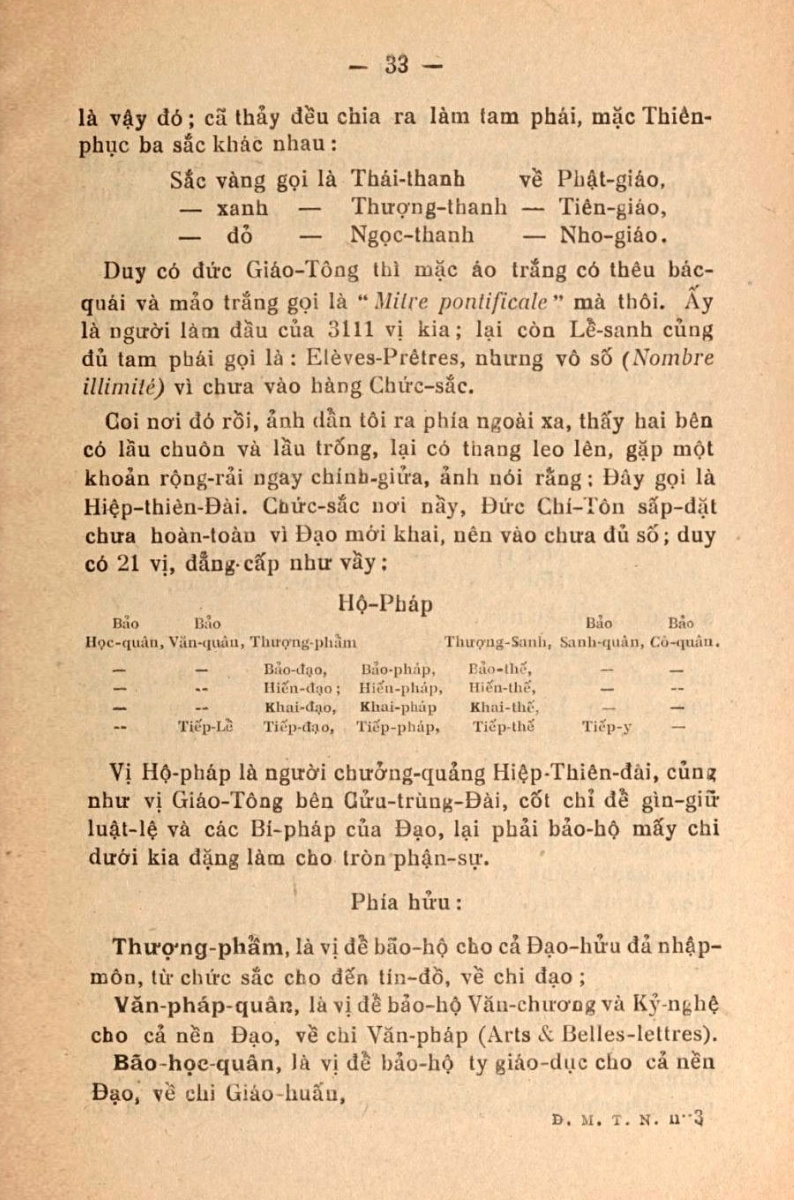 — 33 —
là vậy đó ; cã thảy đều chia ra làm tam phái, mặc Thiên-
phục ba sắc khác nhau :
Sắc vàng gọi là Thái-thanh về Phật-giáo,
— xanh — Thượng-thanh — Tiên-giáo,
— đỏ — Ngọc-thanh — Nho-giáo.
Duy có đức Giáo-Tông thì mặc áo trắng có thêu bác-
quái và mảo trắng gọi là “ Mitre pontificale ” mà thôi. Ấy
là người làm đầu của 3111 vị kia ; lại còn Lề-sanh củng
đủ tam phái gọi là : Elèves-Prêtres, nhưng vô số (Nombre
illimité) vì chưa vào hàng Chức-sắc.
Coi nơi đó rồi, ảnh dẩn tôi ra phía ngoài xa, thấy hai bên
có lầu chuôn và lầu trống, lại có thang leo lên, gặp một
khoản rộng-rải ngay chính-giửa, ảnh nói rằng ; Đây gọi là
Hiệp-thiên-Đài. Chức-sắc nơi nầy, Đức Chí-Tôn sấp-đặt
chưa hoàn-toàn vì Đạo mới khai, nên vào chưa đủ số ; duy
có 21 vị, đẳng-cấp như vầy :
Hộ-Pháp
Bảo Bảo Bảo Bảo
Học-quân, Văn-quân, Thượng-phẩm Thượng-Sanh, Sanh-quân, Cô-quân.
— — Bảo-đạo, Bảo-pháp, Bảo-thế, — —
— -- Hiến-đạo ; Hiến-pháp, Hiến-thế, — --
— -- Khai-đạo, Khai-pháp Khai-thế, — —
-- Tiếp-Lề Tiếp-đạo, Tiếp-pháp, Tiếp-thế Tiếp-y —
Vị Hộ-pháp là người chưởng-quảng Hiệp-Thiên-đài, củng
như vị Giáo-Tông bên Cửu-trùng-Đài, cốt chỉ để gìn-giữ
luật-lệ và các Bí-pháp của Đạo, lại phải bảo-hộ mấy chi
dưới kia đặng làm cho tròn phận-sự.
Phía hửu :
Thượng-phẩm, là vị để bão-hộ cho cả Đạo-hửu đả nhập-
môn, từ chức sắc cho đến tín-đồ, về chi đạo ;
Văn-pháp-quân, là vị để bảo-hộ Văn-chương và Kỷ-nghệ
cho cả nền Đạo, về chi Văn-pháp (Arts & Belles-lettres).
Bão-học-quân, là vị để bảo-hộ ty giáo-dục cho cả nền
Đạo, về chi Giáo-huấn,
Đ. M. T. N. n° 3